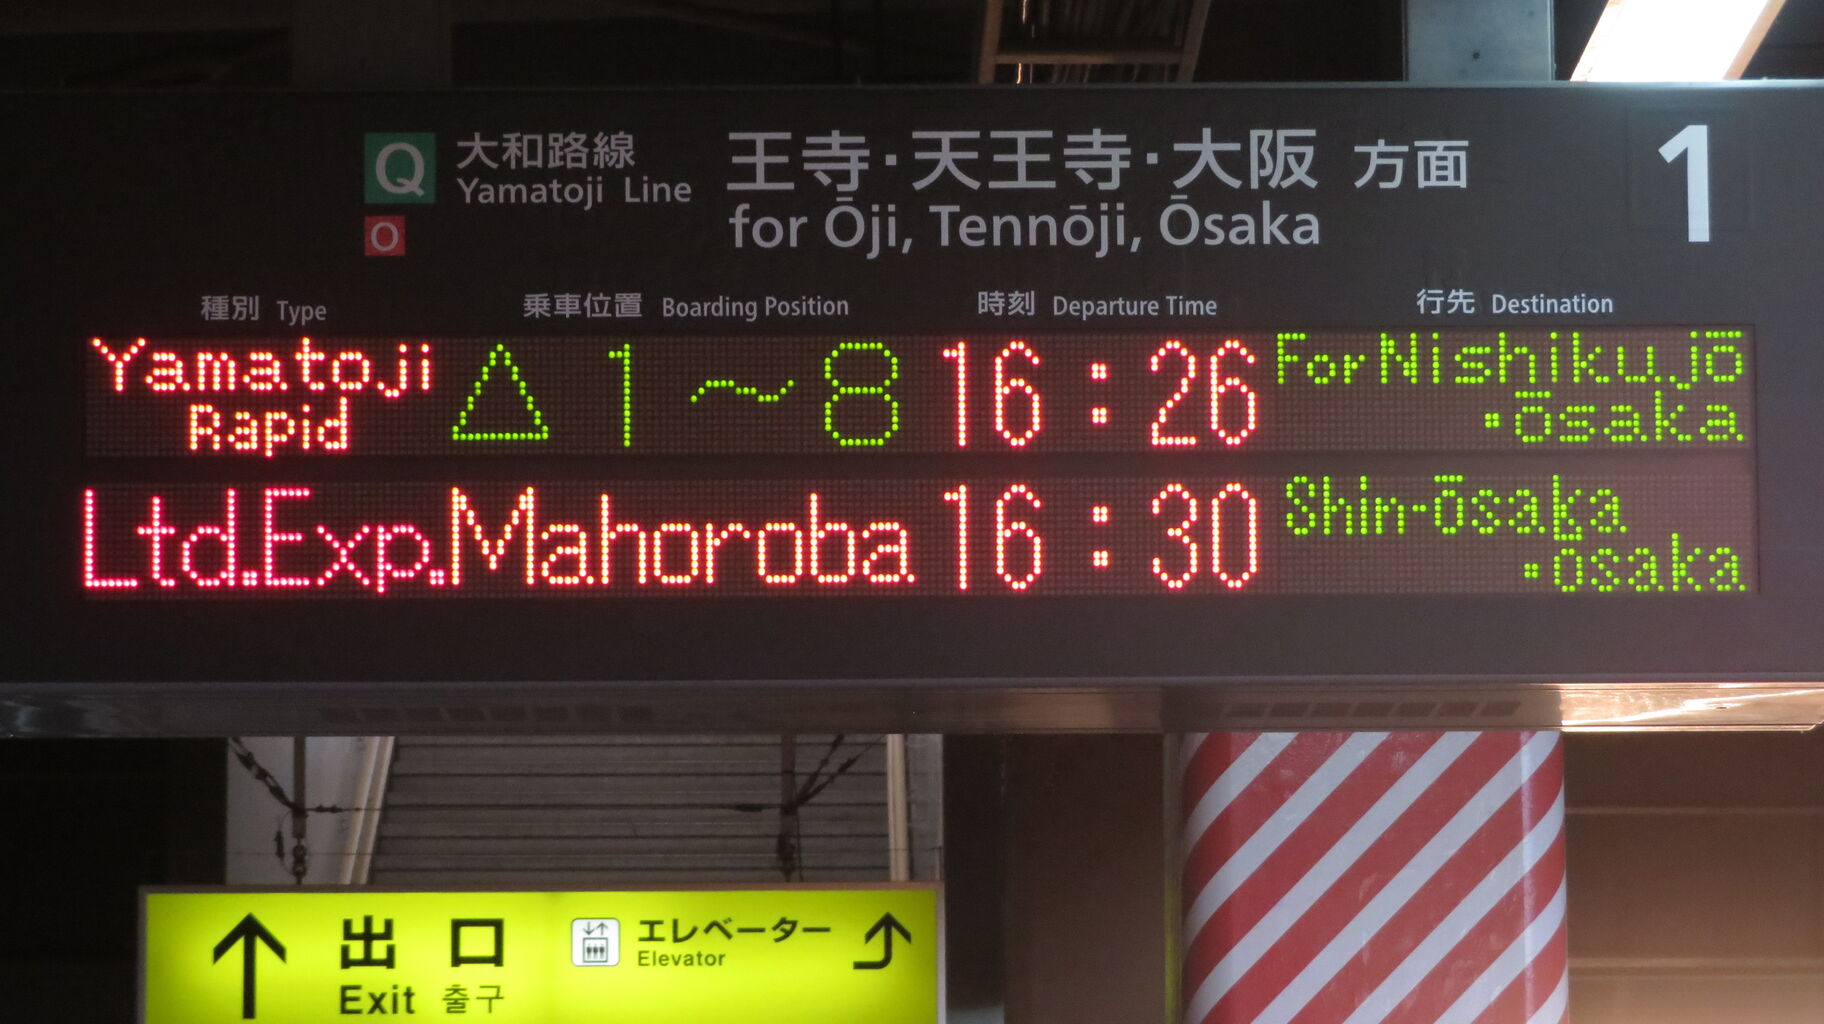 Q 大和路線 王寺・天王寺・大阪 方面 1
Yamatoji Line
O for Ōji, Tennōji, Ōsaka
種別 Type 乗車位置 Boarding Position 時刻 Departure Time 行先 Destination
Yamatoji Rapid △ 1～8 16:26 For Nishikujō
・ōsaka
Ltd.Exp.Mahoroba 16:30 Shin-ōsaka
・ōsaka
出口 エレベーター
Exit 출구 Elevator